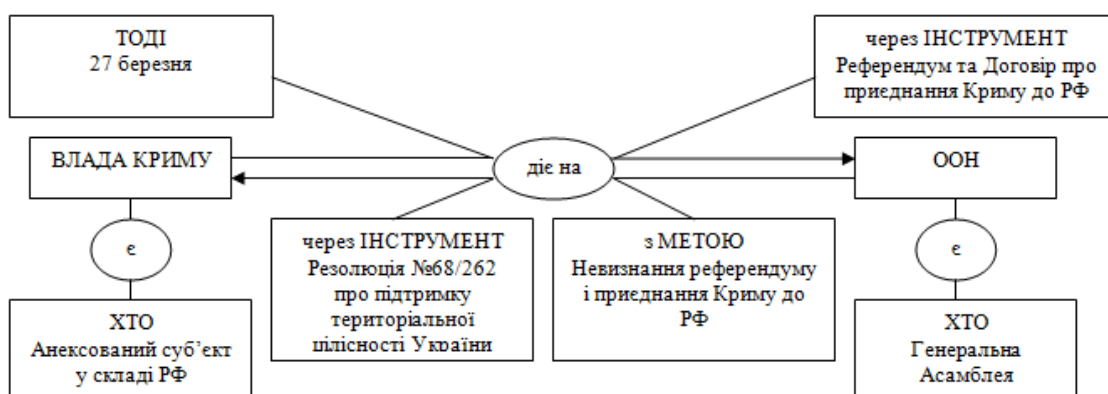 ТОДІ
27 березня
через ІНСТРУМЕНТ
Референдум та Договір про
приєднання Криму до РФ
ВЛАДА КРИМУ
діє на
ООН
є
через ІНСТРУМЕНТ
Резолюція №68/262
про підтримку
територіальної
цілісності України
з МЕТОЮ
Невизнання референдуму
і приєднання Криму до
РФ
є
ХТО
Анексований суб’єкт
у складі РФ
ХТО
Генеральна
Асамблея